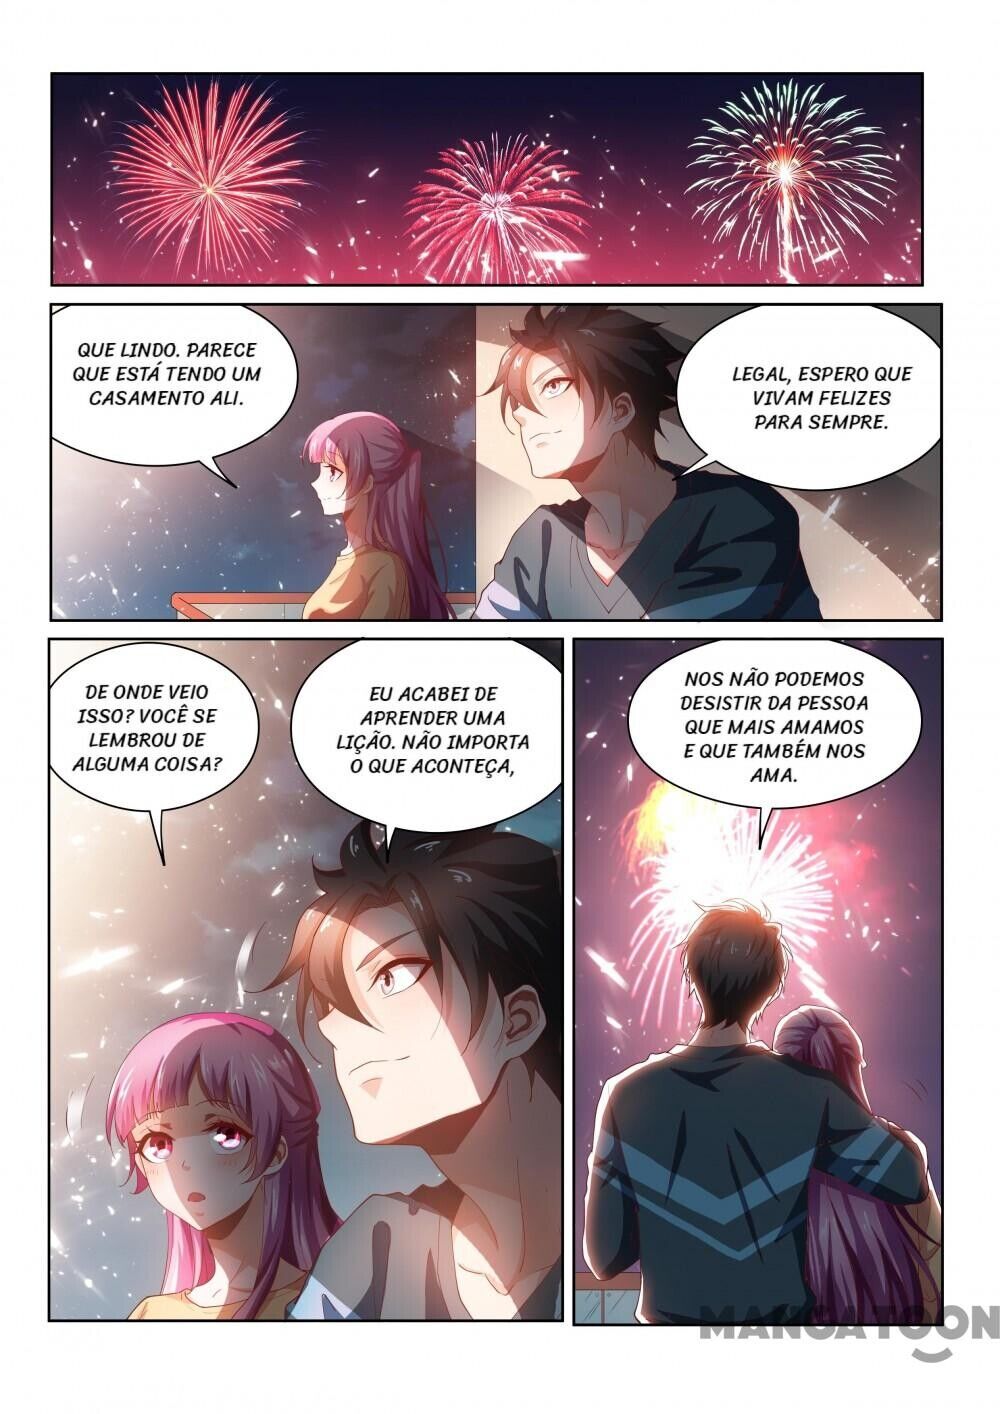 QUE LINDO. PARECE
QUE ESTÁ TENDO UM
CASAMENTO ALI.
LEGAL, ESPERO QUE
VIVAM FELIZES
PARA SEMPRE.
DE ONDE VEIO
ISSO? VOCÊ SE
LEMBROU DE
ALGUMA COISA?
EU ACABEI DE
APRENDER UMA
LIÇÃO. NÃO IMPORTA
O QUE ACONTEÇA,
NOS NÃO PODEMOS
DESISTIR DA PESSOA
QUE MAIS AMAMOS
E QUE TAMBÉM NOS
AMA.
MANGATOON